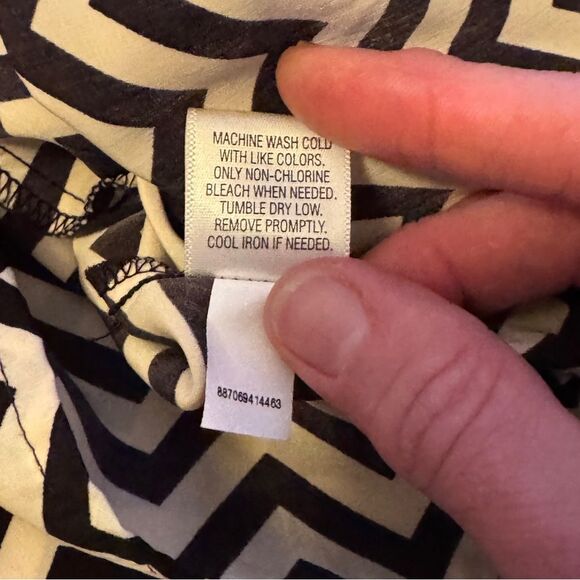 MACHINE WASH COLD
WITH LIKE COLORS.
ONLY NON-CHLORINE
BLEACH WHEN NEEDED.
TUMBLE DRY LOW.
REMOVE PROMPTLY.
COOL IRON IF NEEDED.
887069414463